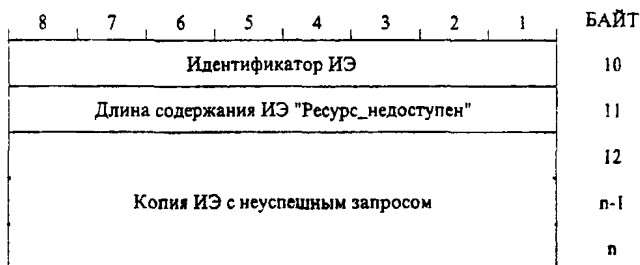 8 7 6 5 4 3 2 1 БАЙТ
Идентификатор ИЭ 10
Длина содержания ИЭ "Ресурс_недоступен" 11
12
Копия ИЭ с неуспешным запросом n-1
n